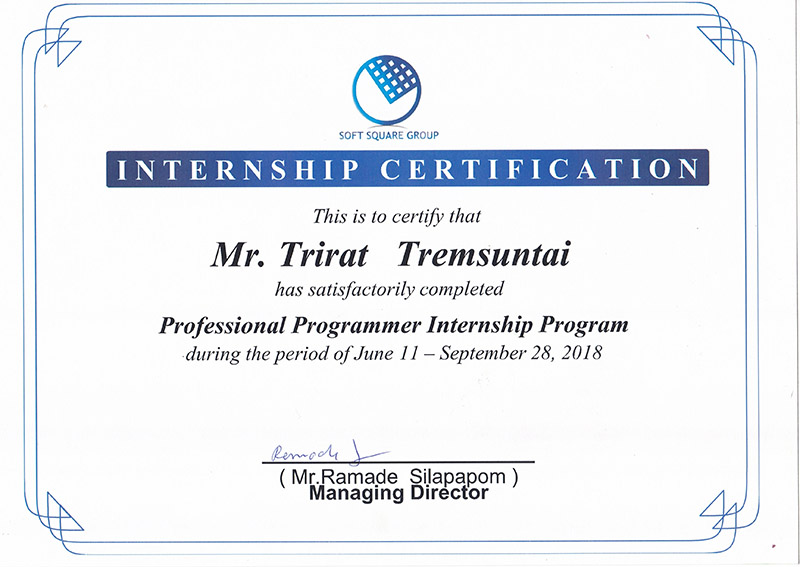 SOFT SQUARE GROUP
INTERNSHIP CERTIFICATION
This is to certify that
Mr. Trirat Tremsuntai
has satisfactorily completed
Professional Programmer Internship Program
during the period of June 11 – September 28, 2018
Ramade
( Mr.Ramade Silapapom )
Managing Director